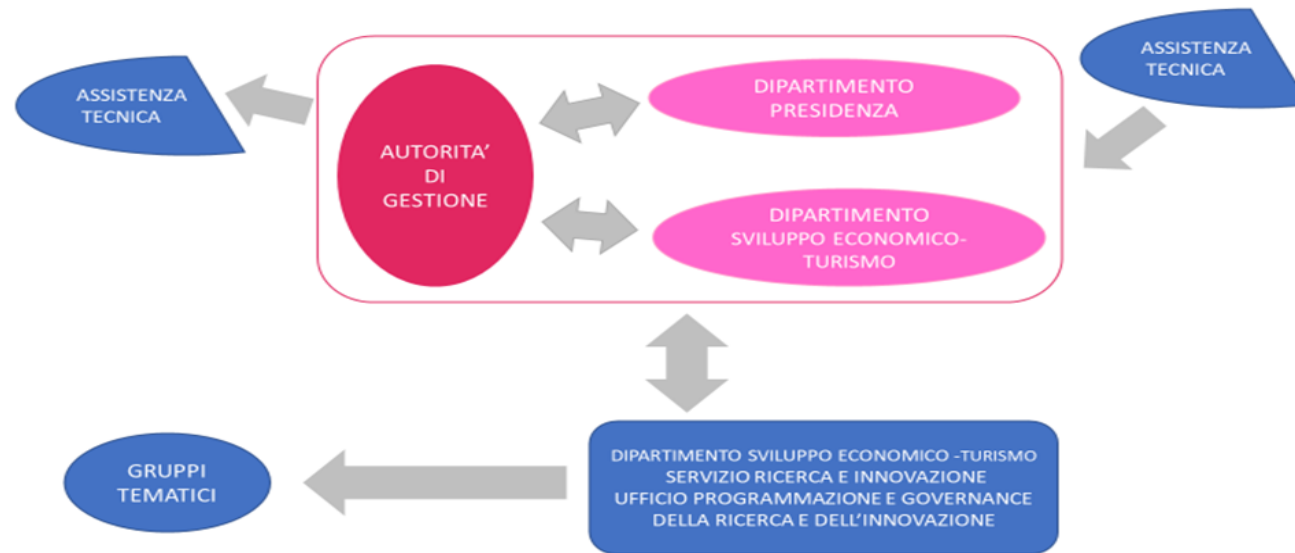 ASSISTENZA
TECNICA
ASSISTENZA
TECNICA
AUTORITA'
DI
GESTIONE
DIPARTIMENTO
PRESIDENZA
DIPARTIMENTO
SVILUPPO ECONOMICO-
TURISMO
GRUPPI
TEMATICI
DIPARTIMENTO SVILUPPO ECONOMICO -TURISMO
SERVIZIO RICERCA E INNOVAZIONE
UFFICIO PROGRAMMAZIONE E GOVERNANCE
DELLA RICERCA E DELL'INNOVAZIONE